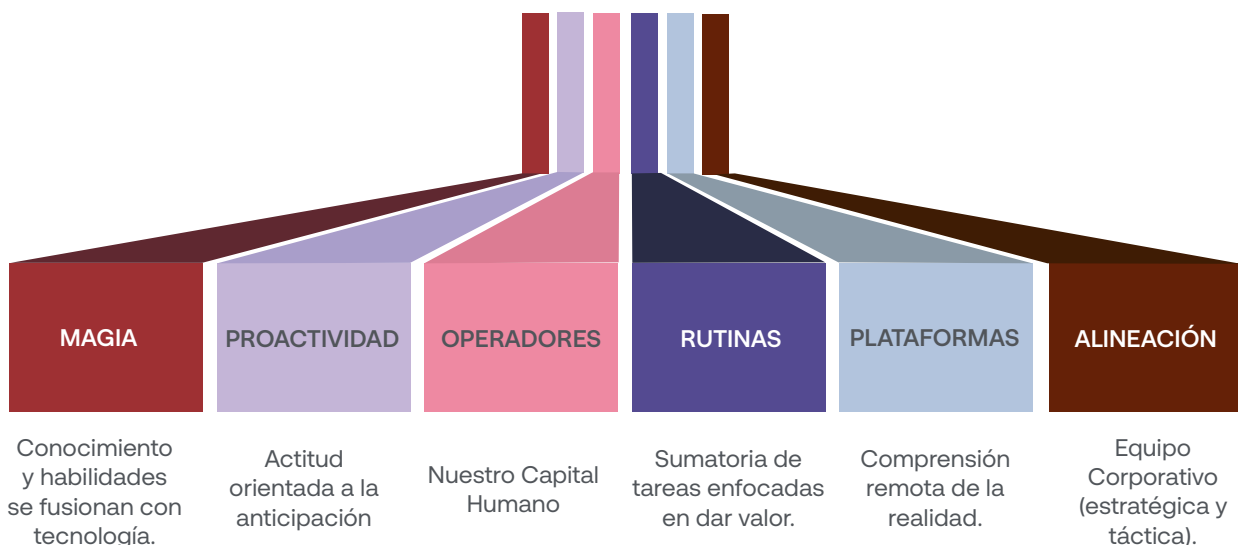 MAGIA
PROACTIVIDAD
OPERADORES
RUTINAS
PLATAFORMAS
ALINEACIÓN
Conocimiento
y habilidades
se fusionan con
tecnología.
Actitud
orientada a la
anticipación
Nuestro Capital
Humano
Sumatoria de
tareas enfocadas
en dar valor.
Comprensión
remota de la
realidad.
Equipo
Corporativo
(estratégica y
táctica).